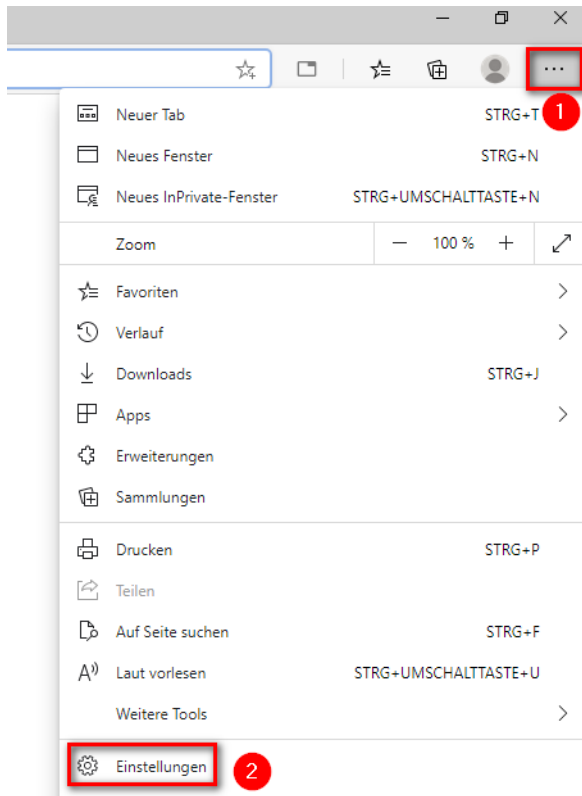 1
Neuer Tab STRG+T
Neues Fenster STRG+N
Neues InPrivate-Fenster STRG+UMSCHALTTASTE+N
Zoom — 100 % +
Favoriten
Verlauf
Downloads STRG+J
Apps
Erweiterungen
Sammlungen
Drucken STRG+P
Teilen
Auf Seite suchen STRG+F
Laut vorlesen STRG+UMSCHALTTASTE+U
Weitere Tools
Einstellungen 2